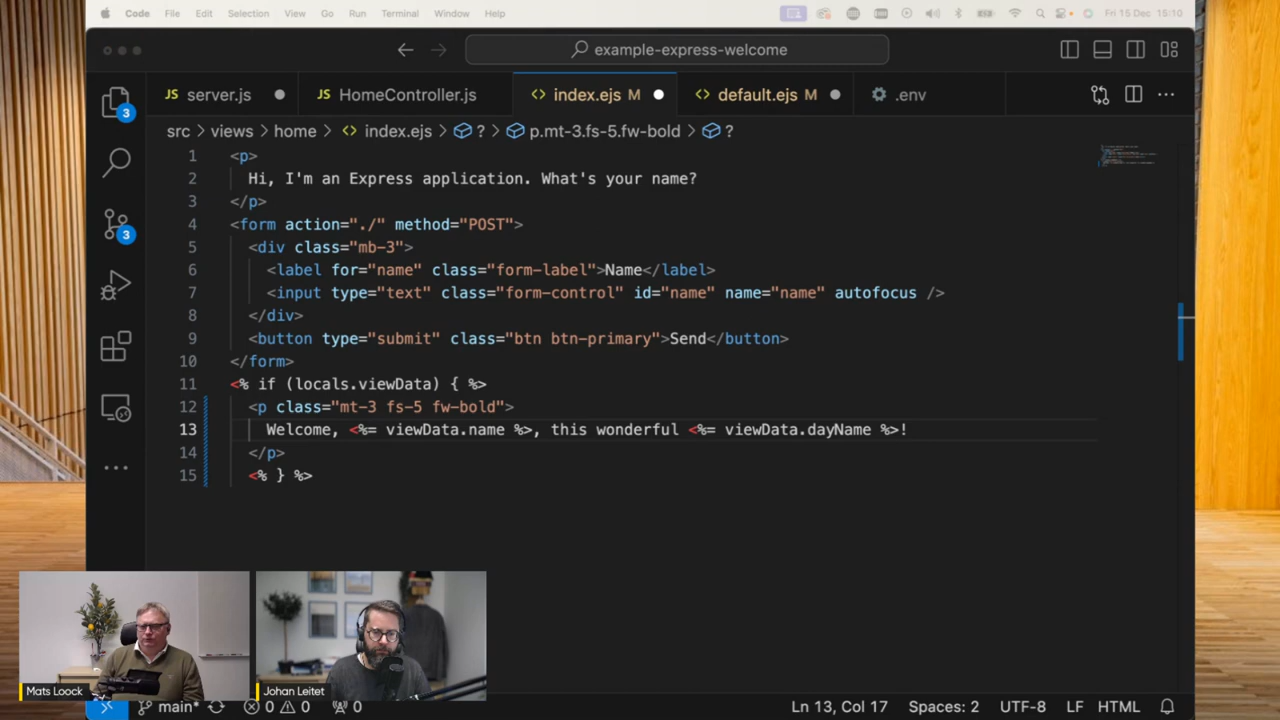 Code File Edit Selection View Go Run Terminal Window Help Fri 15 Dec 15:10
example-express-welcome
JS server.js JS HomeController.js <> index.ejs M <> default.ejs M .env
src > views > home > <> index.ejs > ? > p.mt-3.fs-5.fw-bold > ?
1 <p>
2 Hi, I'm an Express application. What's your name?
3 </p>
4 <form action="./" method="POST">
5 <div class="mb-3">
6 <label for="name" class="form-label">Name</label>
7 <input type="text" class="form-control" id="name" name="name" autofocus />
8 </div>
9 <button type="submit" class="btn btn-primary">Send</button>
10 </form>
11 <% if (locals.viewData) { %>
12 <p class="mt-3 fs-5 fw-bold">
13 Welcome, <%= viewData.name %>, this wonderful <%= viewData.dayName %>!
14 </p>
15 <% } %>
3
3
Mats Loock
Johan Leitet
main* 0 0 0 Ln 13, Col 17 Spaces: 2 UTF-8 LF HTML